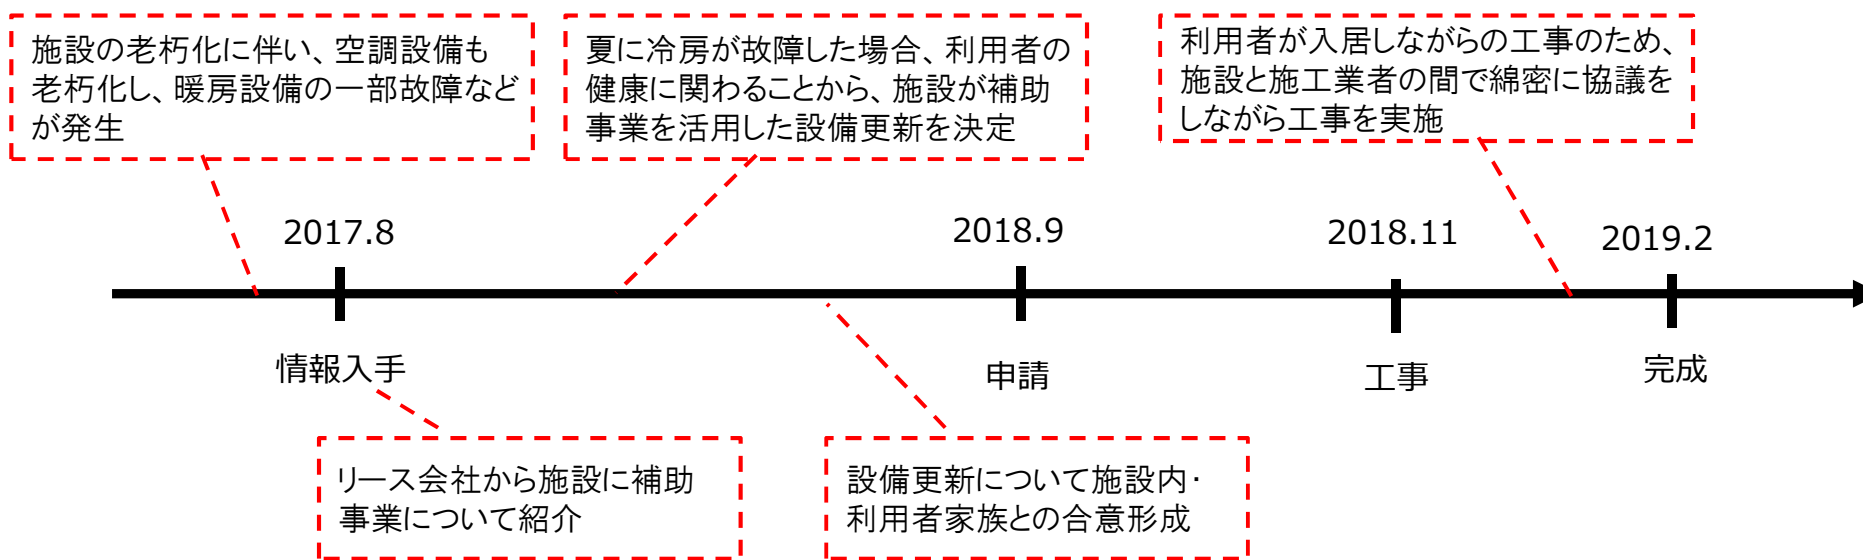 施設の老朽化に伴い、空調設備も
老朽化し、暖房設備の一部故障など
が発生
夏に冷房が故障した場合、利用者の
健康に関わることから、施設が補助
事業を活用した設備更新を決定
利用者が入居しながらの工事のため、
施設と施工業者の間で綿密に協議を
しながら工事を実施
2017.8
2018.9
2018.11
2019.2
情報入手
申請
工事
完成
リース会社から施設に補助
事業について紹介
設備更新について施設内・
利用者家族との合意形成